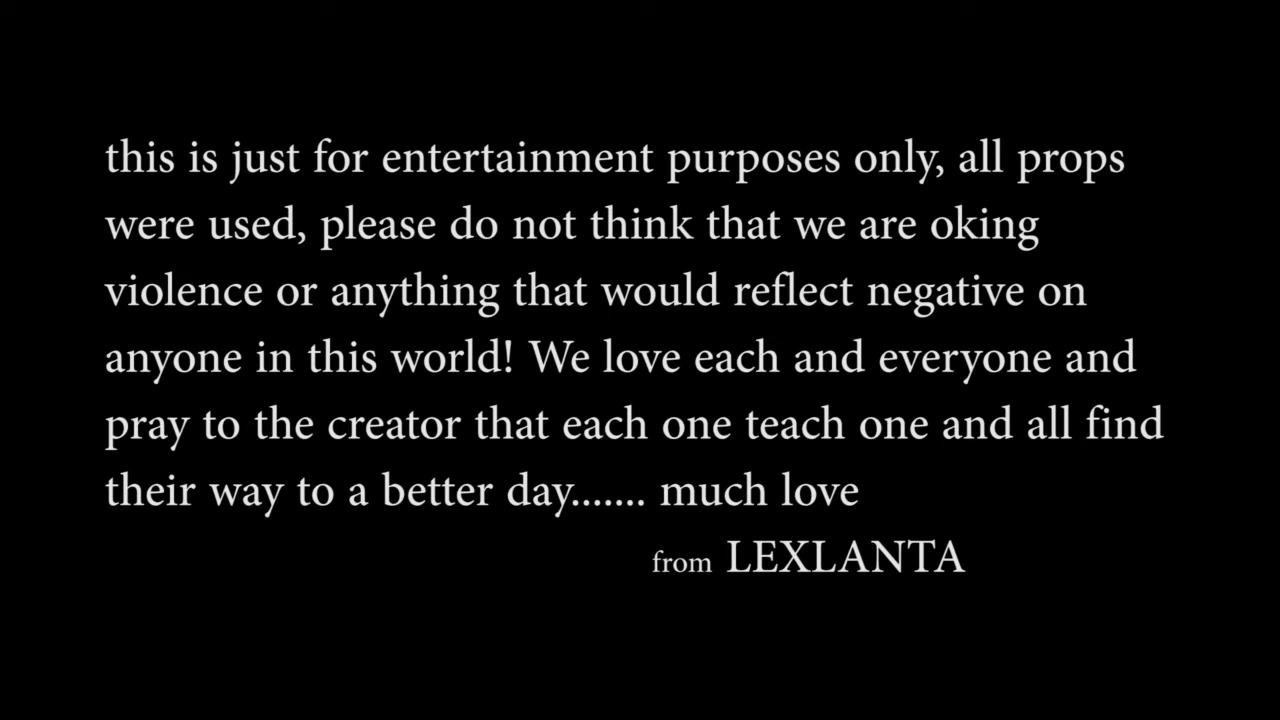 this is just for entertainment purposes only, all props
were used, please do not think that we are oking
violence or anything that would reflect negative on
anyone in this world! We love each and everyone and
pray to the creator that each one teach one and all find
their way to a better day....... much love
from LEXLANTA